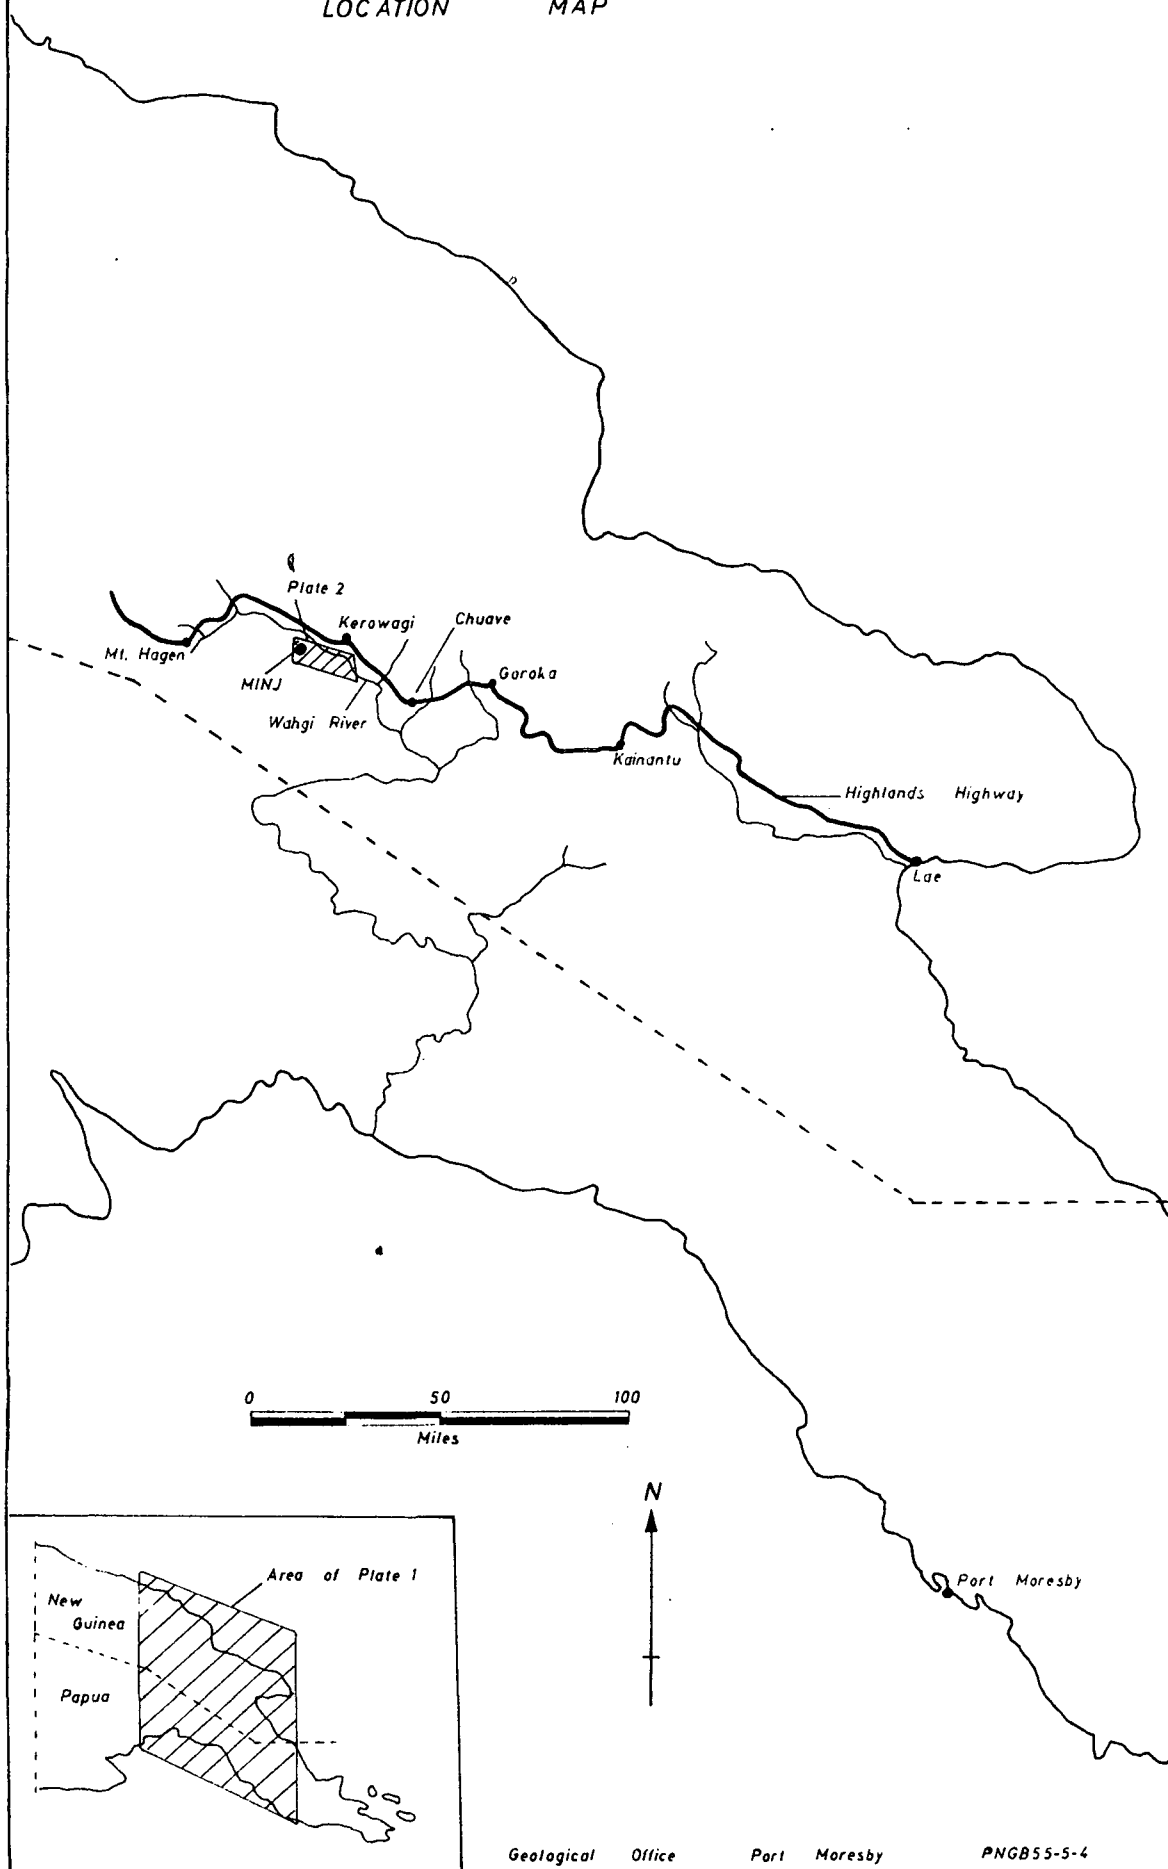 LOCATION MAP
Plate 2
Kerowagi
Chuave
Mt. Hagen
MINJ
Goroka
Wahgi River
Kainantu
Highlands Highway
Lae
0 50 100
Miles
N
Port Moresby
Area of Plate 1
New
Guinea
Papua
Geological Office Port Moresby PNGB55-5-4